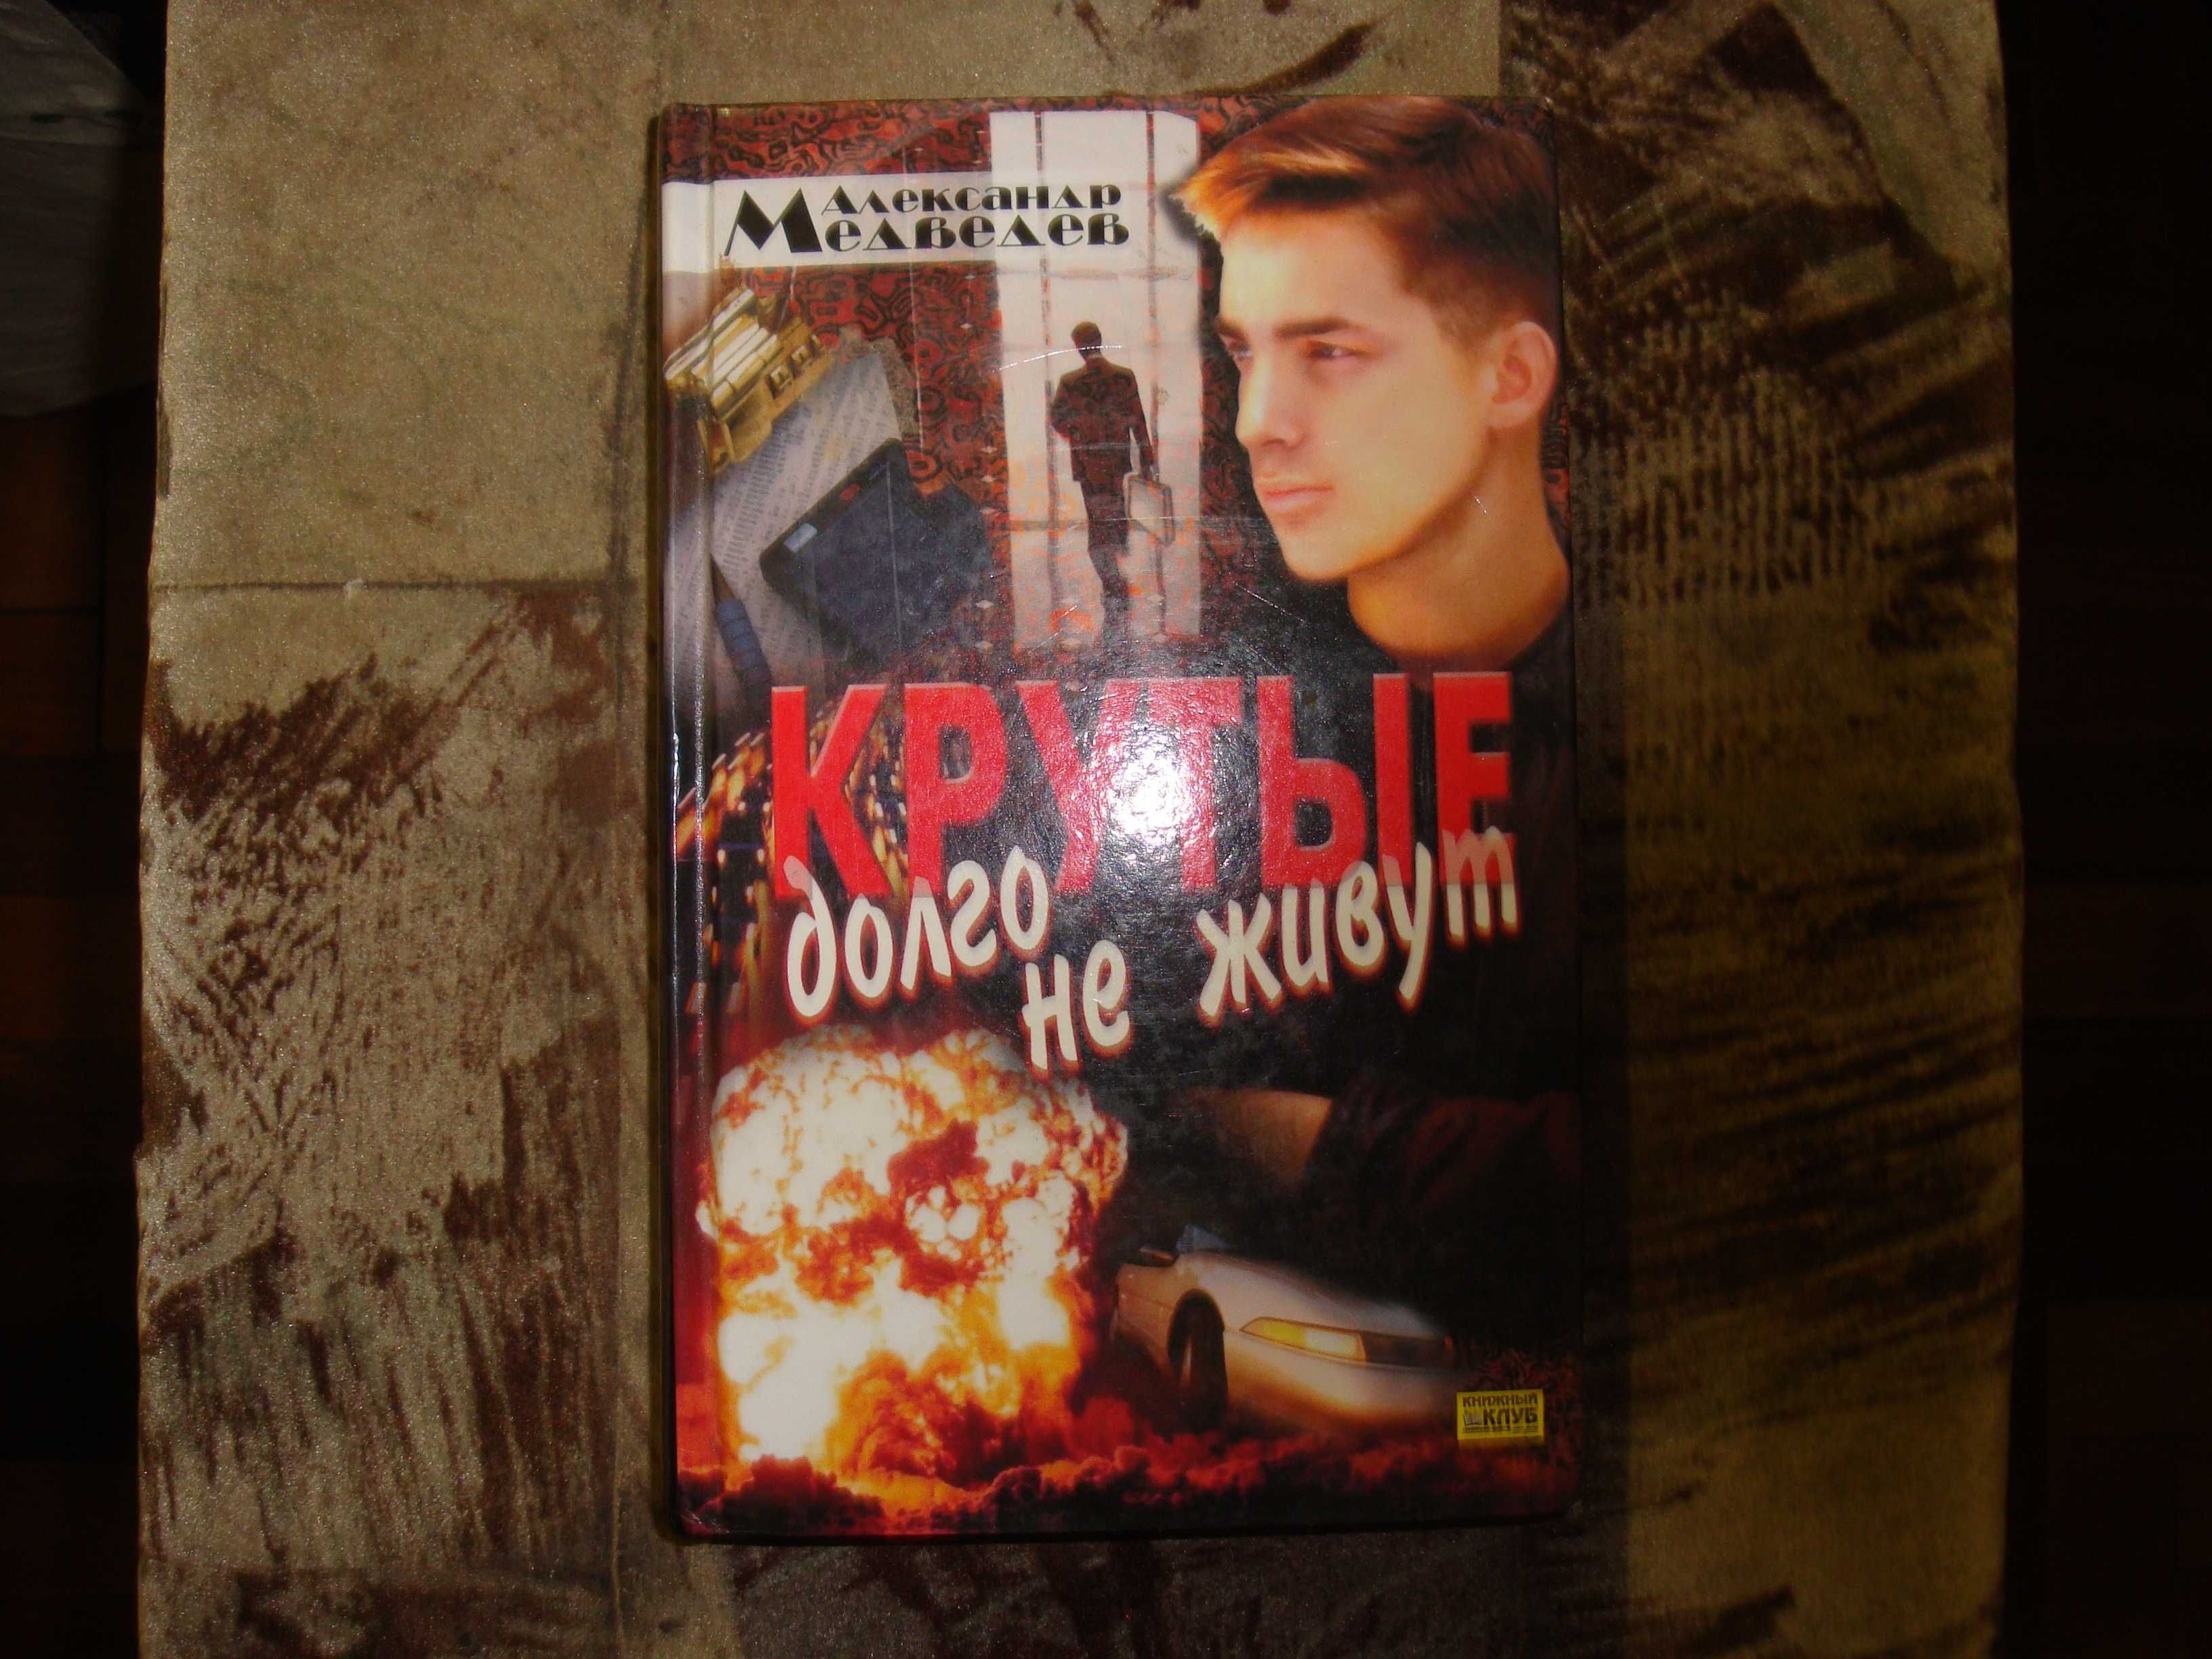 Александр
Медведев
КРУТЫЕ
долго
не живут
КНИЖНЫЙ
КЛУБ